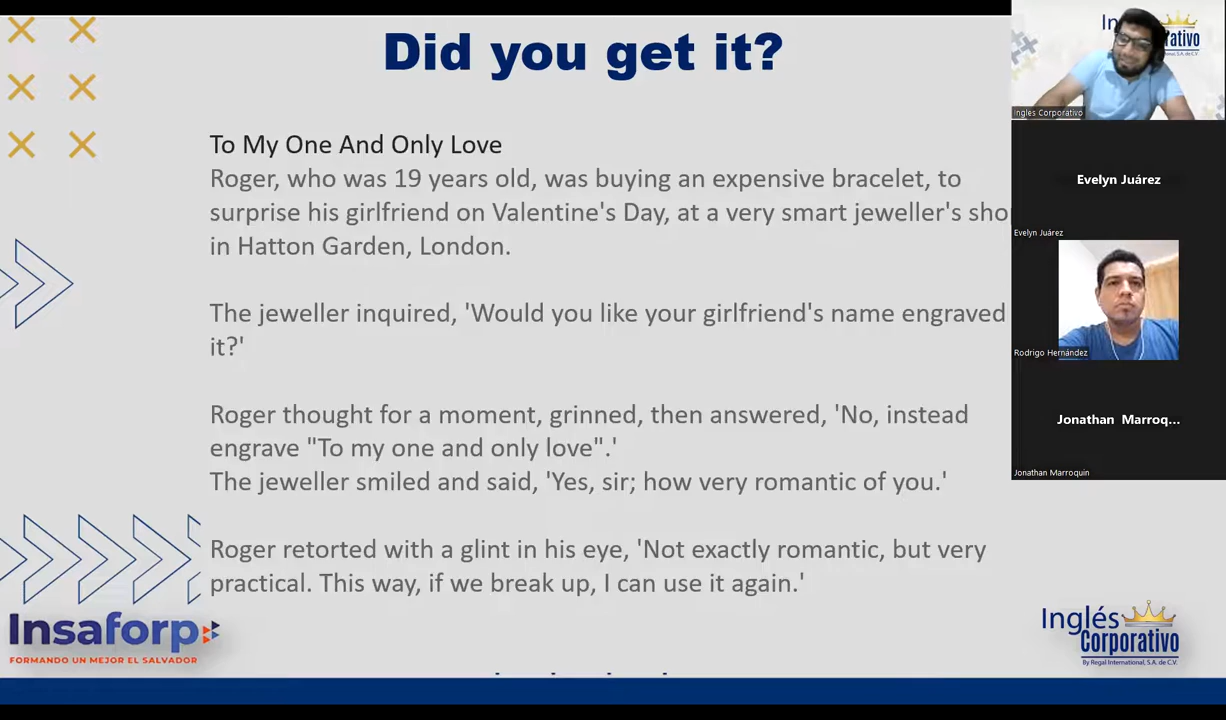 Did you get it?
To My One And Only Love
Roger, who was 19 years old, was buying an expensive bracelet, to
surprise his girlfriend on Valentine's Day, at a very smart jeweller's sho
in Hatton Garden, London.
The jeweller inquired, 'Would you like your girlfriend's name engraved
it?'
Roger thought for a moment, grinned, then answered, 'No, instead
engrave "To my one and only love".'
The jeweller smiled and said, 'Yes, sir; how very romantic of you.'
Roger retorted with a glint in his eye, 'Not exactly romantic, but very
practical. This way, if we break up, I can use it again.'
Insaforp
FORMANDO UN MEJOR EL SALVADOR
Inglés
Corporativo
By Regal International, S.A. de C.V.
Ingles Corporativo
Evelyn Juárez
Evelyn Juárez
Rodrigo Hernández
Jonathan Marroq...
Jonathan Marroquin